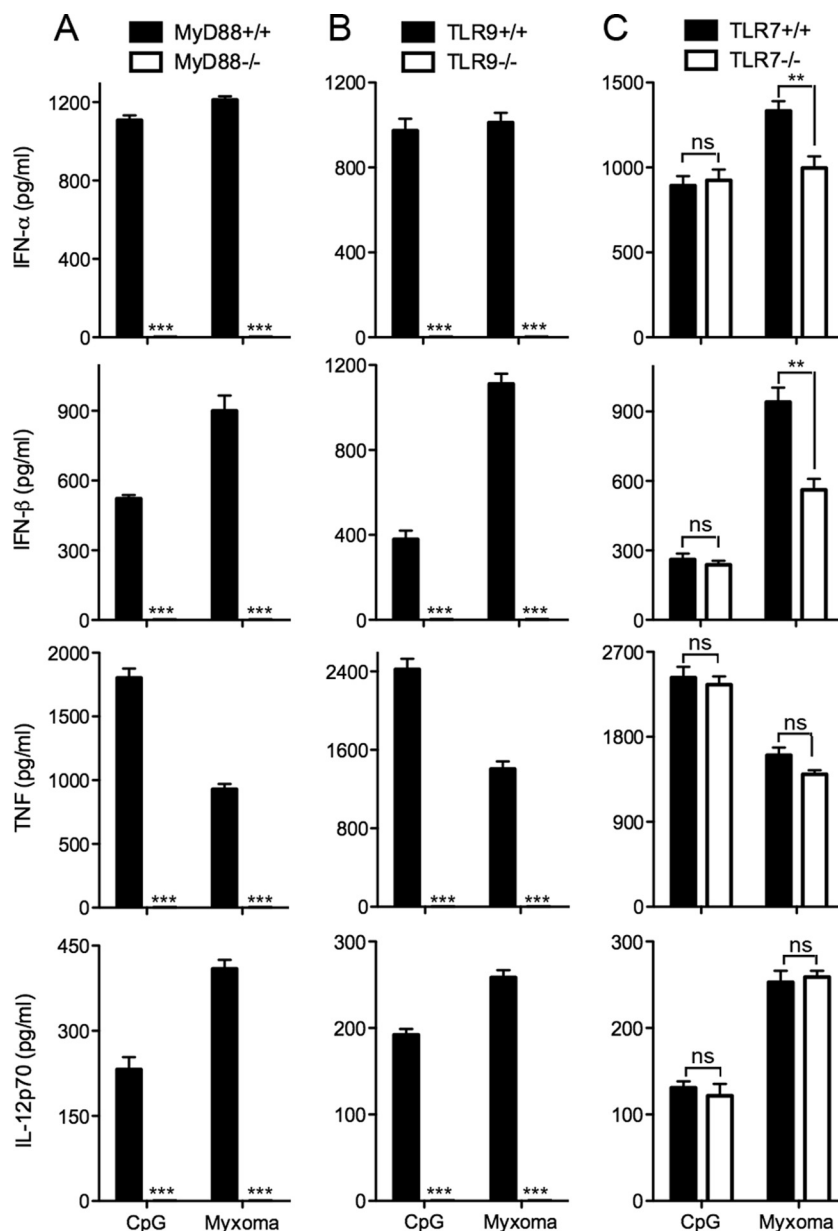 A
MyD88+/+
MyD88-/-
B
TLR9+/+
TLR9-/-
C
TLR7+/+
TLR7-/-
IFN-α (pg/ml)
1200
800
400
0
*** ***
1200
800
400
0
*** ***
1500
1000
500
0
ns **
IFN-β (pg/ml)
900
600
300
0
*** ***
1200
800
400
0
*** ***
900
600
300
0
ns **
TNF (pg/ml)
1800
1800
1000
500
0
*** ***
2400
1600
800
0
*** ***
2700
1800
900
0
ns ns
IL-12p70 (pg/ml)
450
300
150
0
*** ***
300
200
100
0
*** ***
300
200
100
0
ns ns
CpG Myxoma
CpG Myxoma
CpG Myxoma